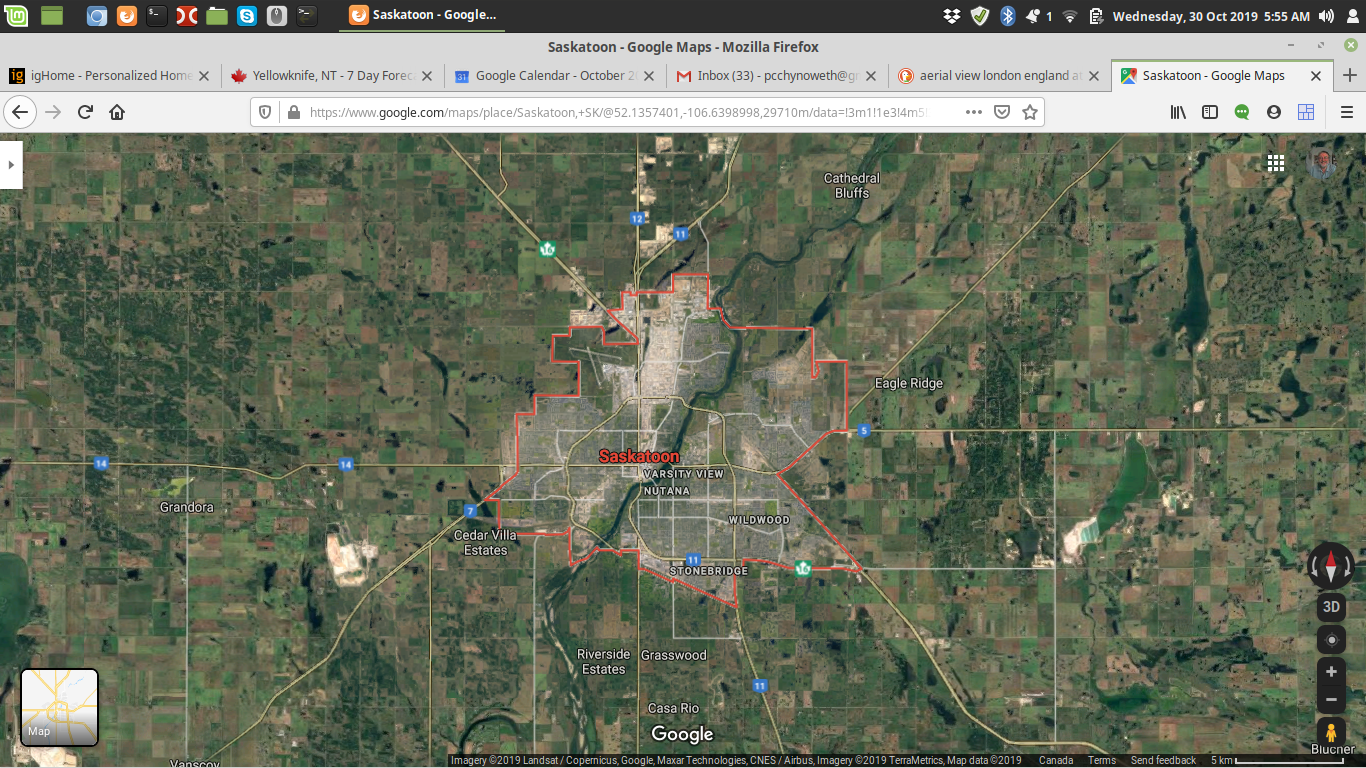 Saskatoon - Google...
1
Wednesday, 30 Oct 2019 5:55 AM
Saskatoon - Google Maps - Mozilla Firefox
ig igHome - Personalized Home
Yellowknife, NT - 7 Day Forec
31 Google Calendar - October 2
Inbox (33) - pcchynoweth@g
aerial view london england a
Saskatoon - Google Maps
https://www.google.com/maps/place/Saskatoon,+SK/@52.1357401,-106.6398998,29710m/data=!3m1!1e3!4m5
Cathedral
Bluffs
12
11
16
Eagle Ridge
5
Saskatoon
14
14
VARSITY VIEW
NUTANA
Grandora
7
WILDWOOD
Cedar Villa
Estates
11
STONEBRIDGE
16
3D
Riverside
Estates
Grasswood
11
Casa Rio
Map
Google
Blucher
Vanscoy
Imagery ©2019 Landsat / Copernicus, Google, Maxar Technologies, CNES / Airbus, Imagery ©2019 TerraMetrics, Map data ©2019 Canada Terms Send feedback 5 km